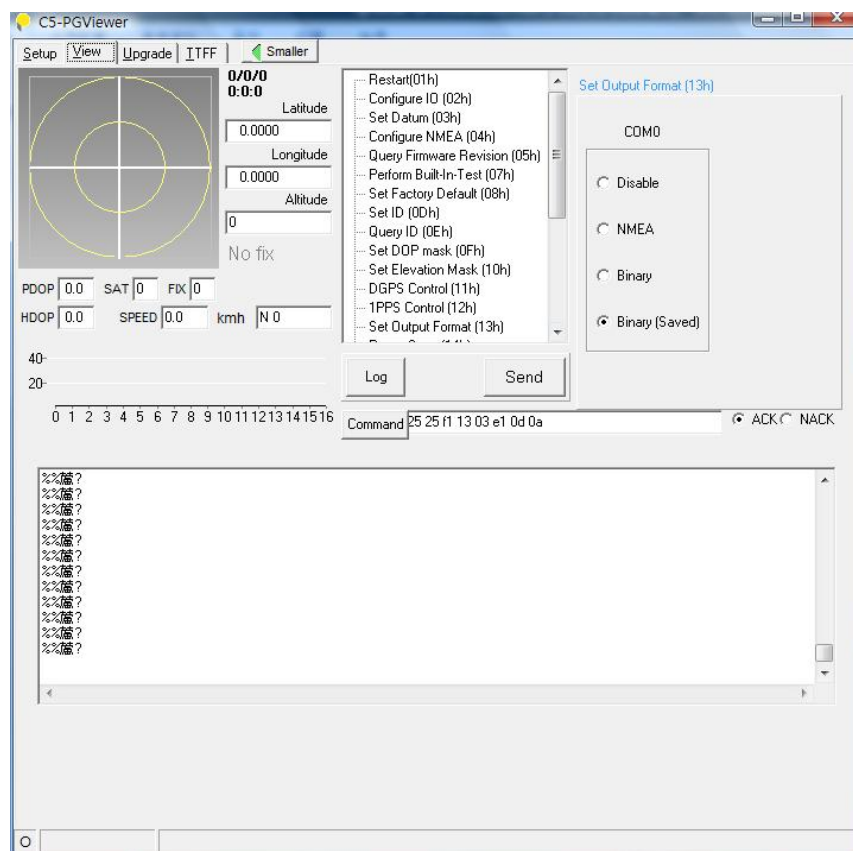 C5-PGViewer
Setup View Upgrade TTFF Smaller
0/0/0
0:0:0
Latitude
0.0000
Longitude
0.0000
Altitude
0
No fix
PDOP 0.0 SAT 0 FIX 0
HDOP 0.0 SPEED 0.0 kmh N 0
40
20
0 1 2 3 4 5 6 7 8 9 10 11 12 13 14 15 16
Restart(01h)
Configure IO (02h)
Set Datum (03h)
Configure NMEA (04h)
Query Firmware Revision (05h)
Perform Built-In-Test (07h)
Set Factory Default (08h)
Set ID (0Dh)
Query ID (0Eh)
Set DOP mask (0Fh)
Set Elevation Mask (10h)
DGPS Control (11h)
1PPS Control (12h)
Set Output Format (13h)
Log Send
Set Output Format (13h)
COM0
Disable
NMEA
Binary
Binary (Saved)
Command 25 25 f1 13 03 e1 0d 0a ACK NACK
%%
%%
%%
%%
%%
%%
%%
%%
%%
%%
%%
%%
O